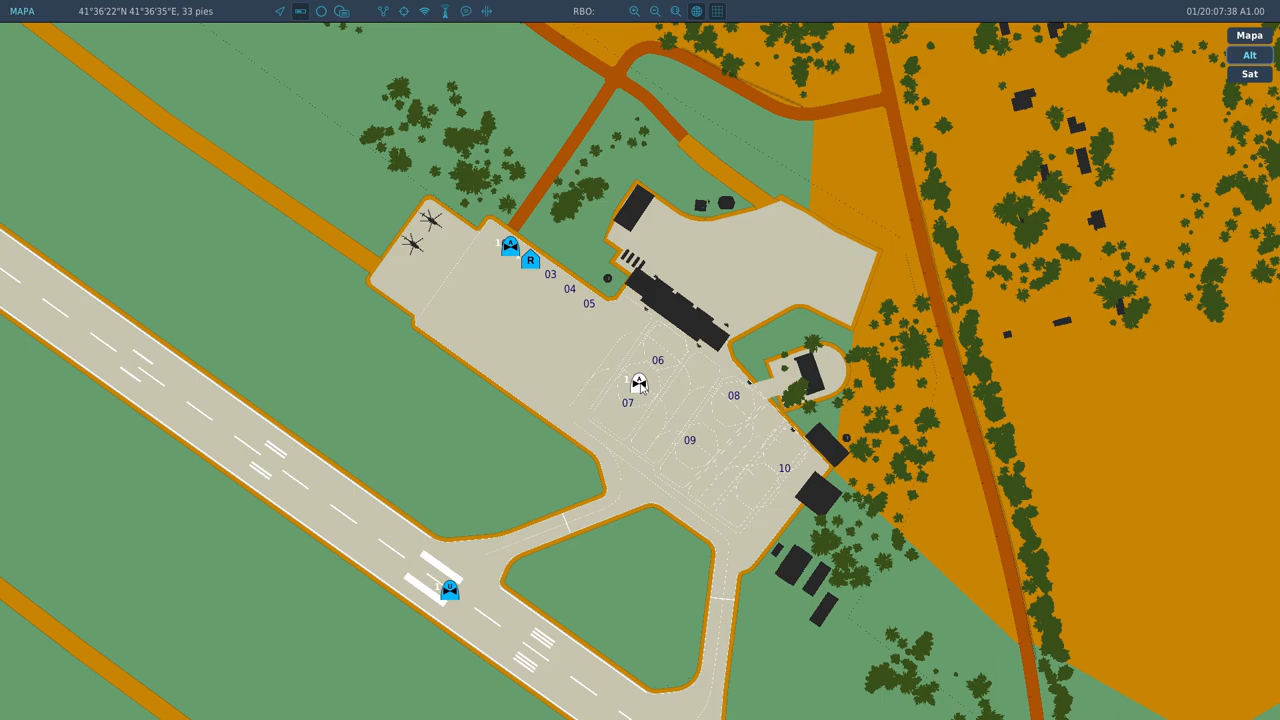 MAPA 41°36'22"N 41°36'35"E, 33 pies RBO: 01/20:07:38 A1.00
Mapa
Alt
Sat
1 A
R
03
04
05
06
1 A
07
08
09
10
U